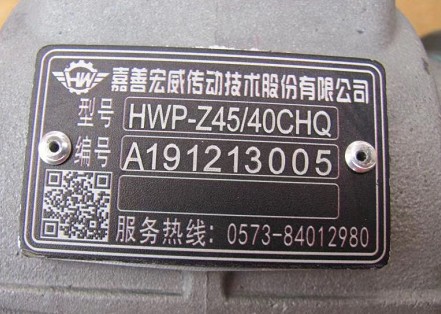 HW 嘉善宏威传动技术股份有限公司
型号 HWP-Z45/40CHQ
编号 A191213005
服务热线: 0573-84012980